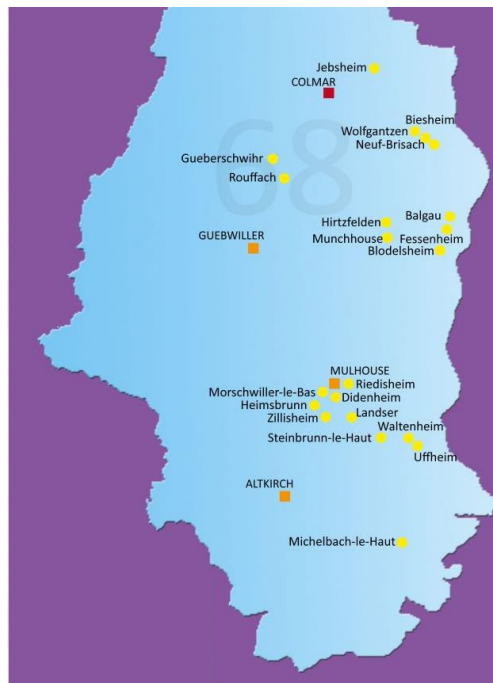 Jebsheim
COLMAR
68
Biesheim
Wolfgantzen
Neuf-Brisach
Gueberschwihr
Rouffach
Balgau
Hirtzfelden
GUEBWILLER
Munchhouse
Fessenheim
Blodelsheim
MULHOUSE
Riedisheim
Morschwiller-le-Bas
Didenheim
Heimsbrunn
Landser
Zillisheim
Waltenheim
Steinbrunn-le-Haut
Uffheim
ALTKIRCH
Michelbach-le-Haut